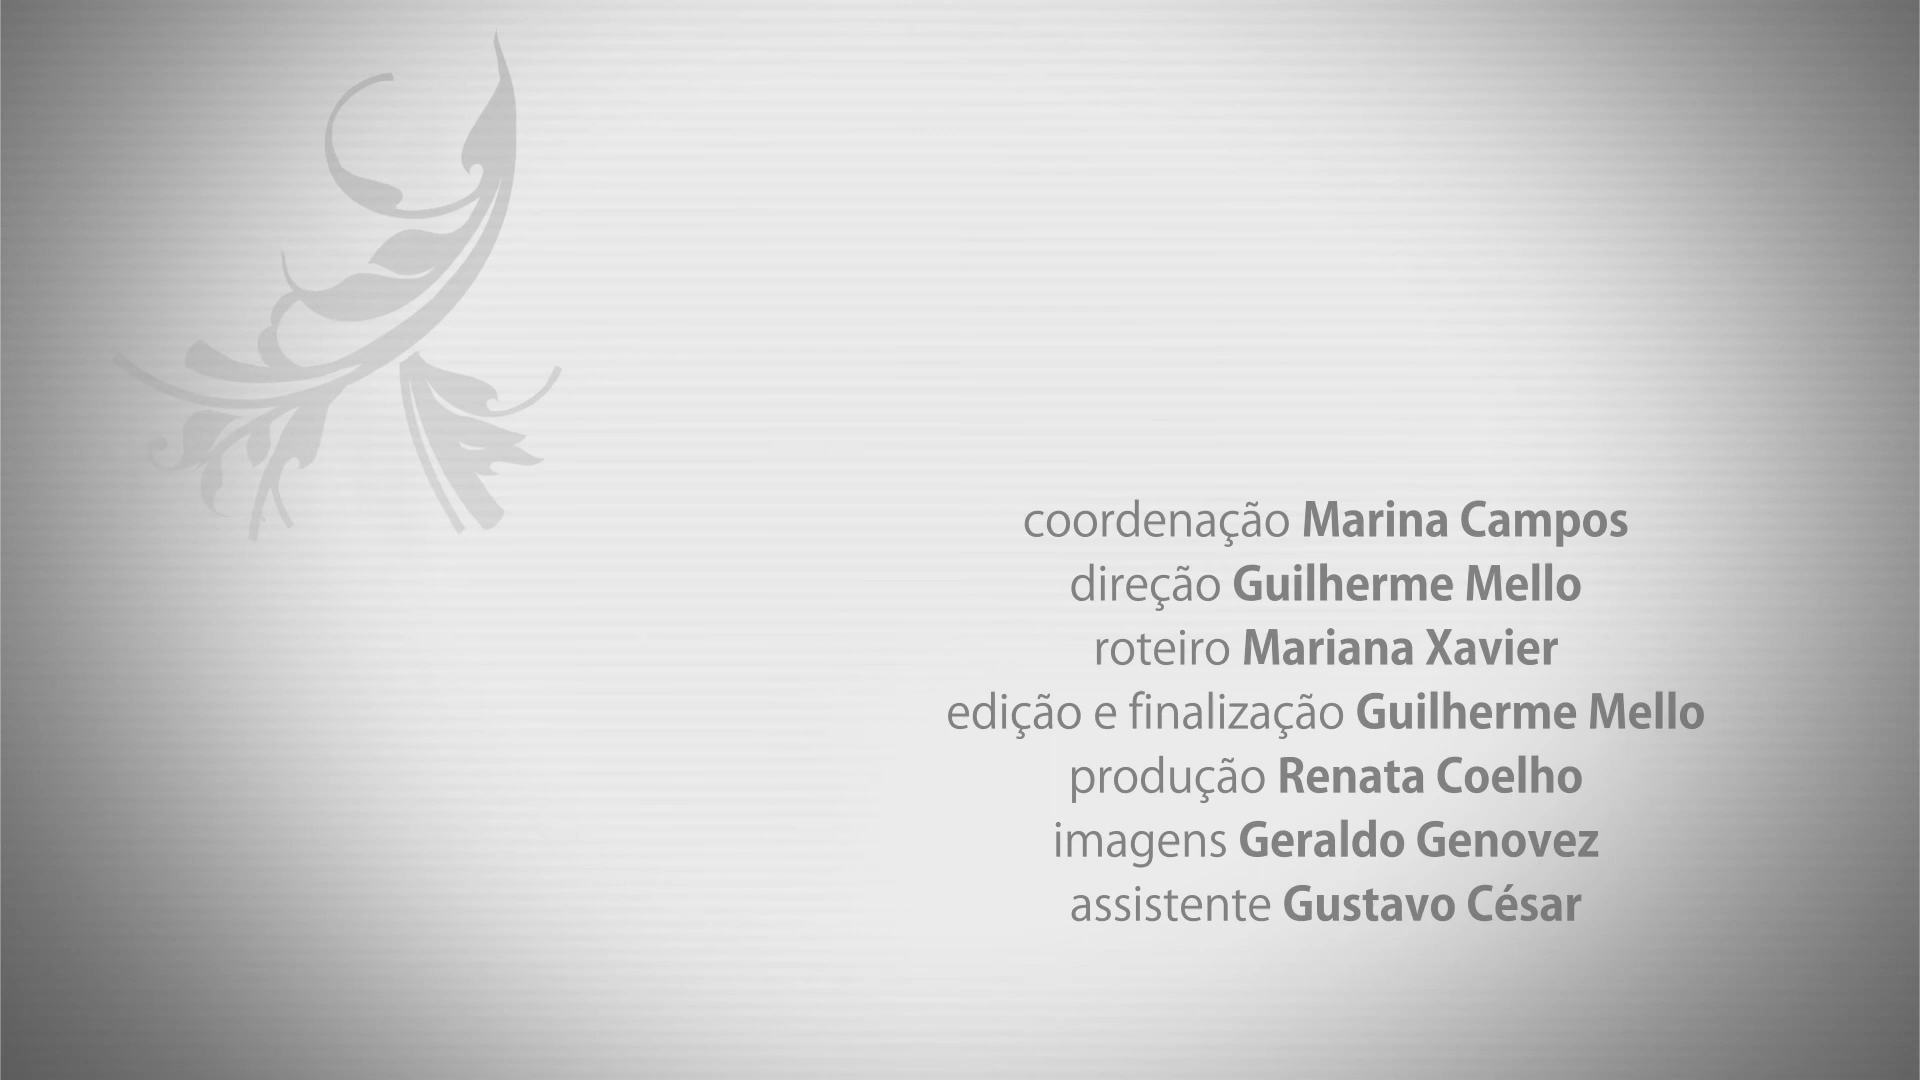 coordenação Marina Campos
direção Guilherme Mello
roteiro Mariana Xavier
edição e finalização Guilherme Mello
produção Renata Coelho
imagens Geraldo Genovez
assistente Gustavo César